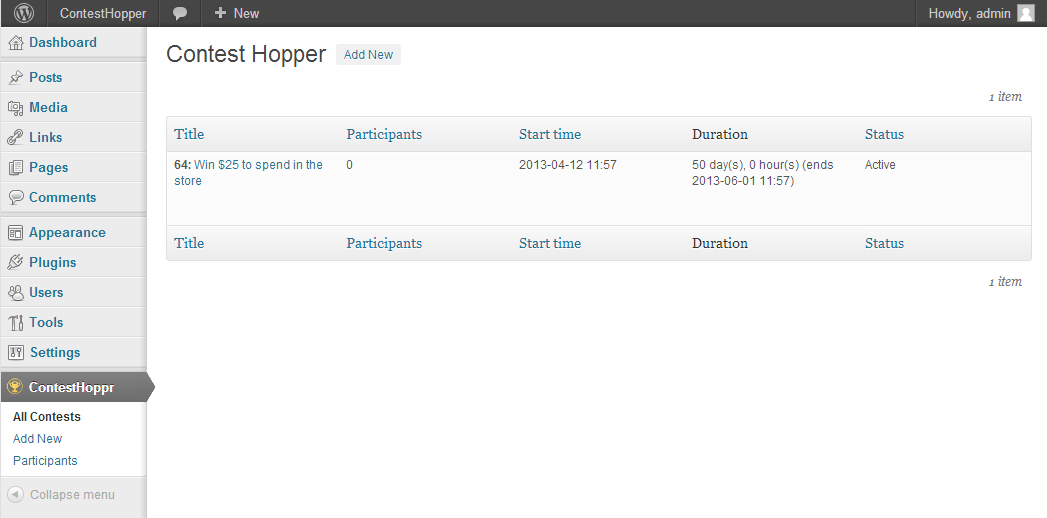 ContestHopper
New
Howdy, admin
Dashboard
Posts
Media
Links
Pages
Comments
Appearance
Plugins
Users
Tools
Settings
ContestHoppr
All Contests
Add New
Participants
Collapse menu
Contest Hopper Add New
1 item
Title Participants Start time Duration Status
64: Win $25 to spend in the 0 2013-04-12 11:57 50 day(s), 0 hour(s) (ends Active
store 2013-06-01 11:57)
Title Participants Start time Duration Status
1 item